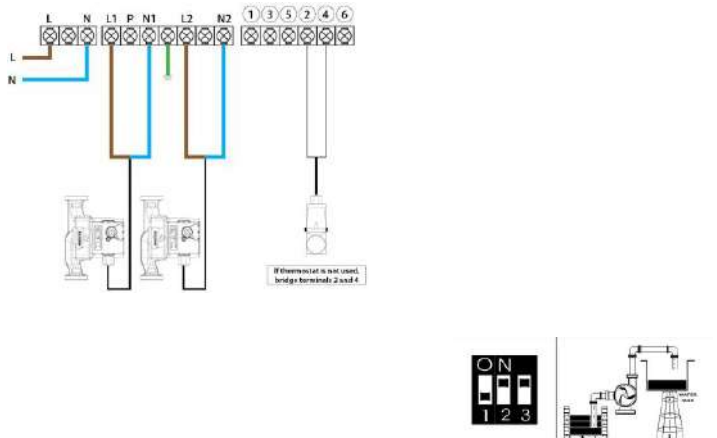 L N L1 P N1 L2 N2 1 3 5 2 4 6
L
N
If thermostat is not used,
bridge terminals 2 and 4
ON
1 2 3
WATER